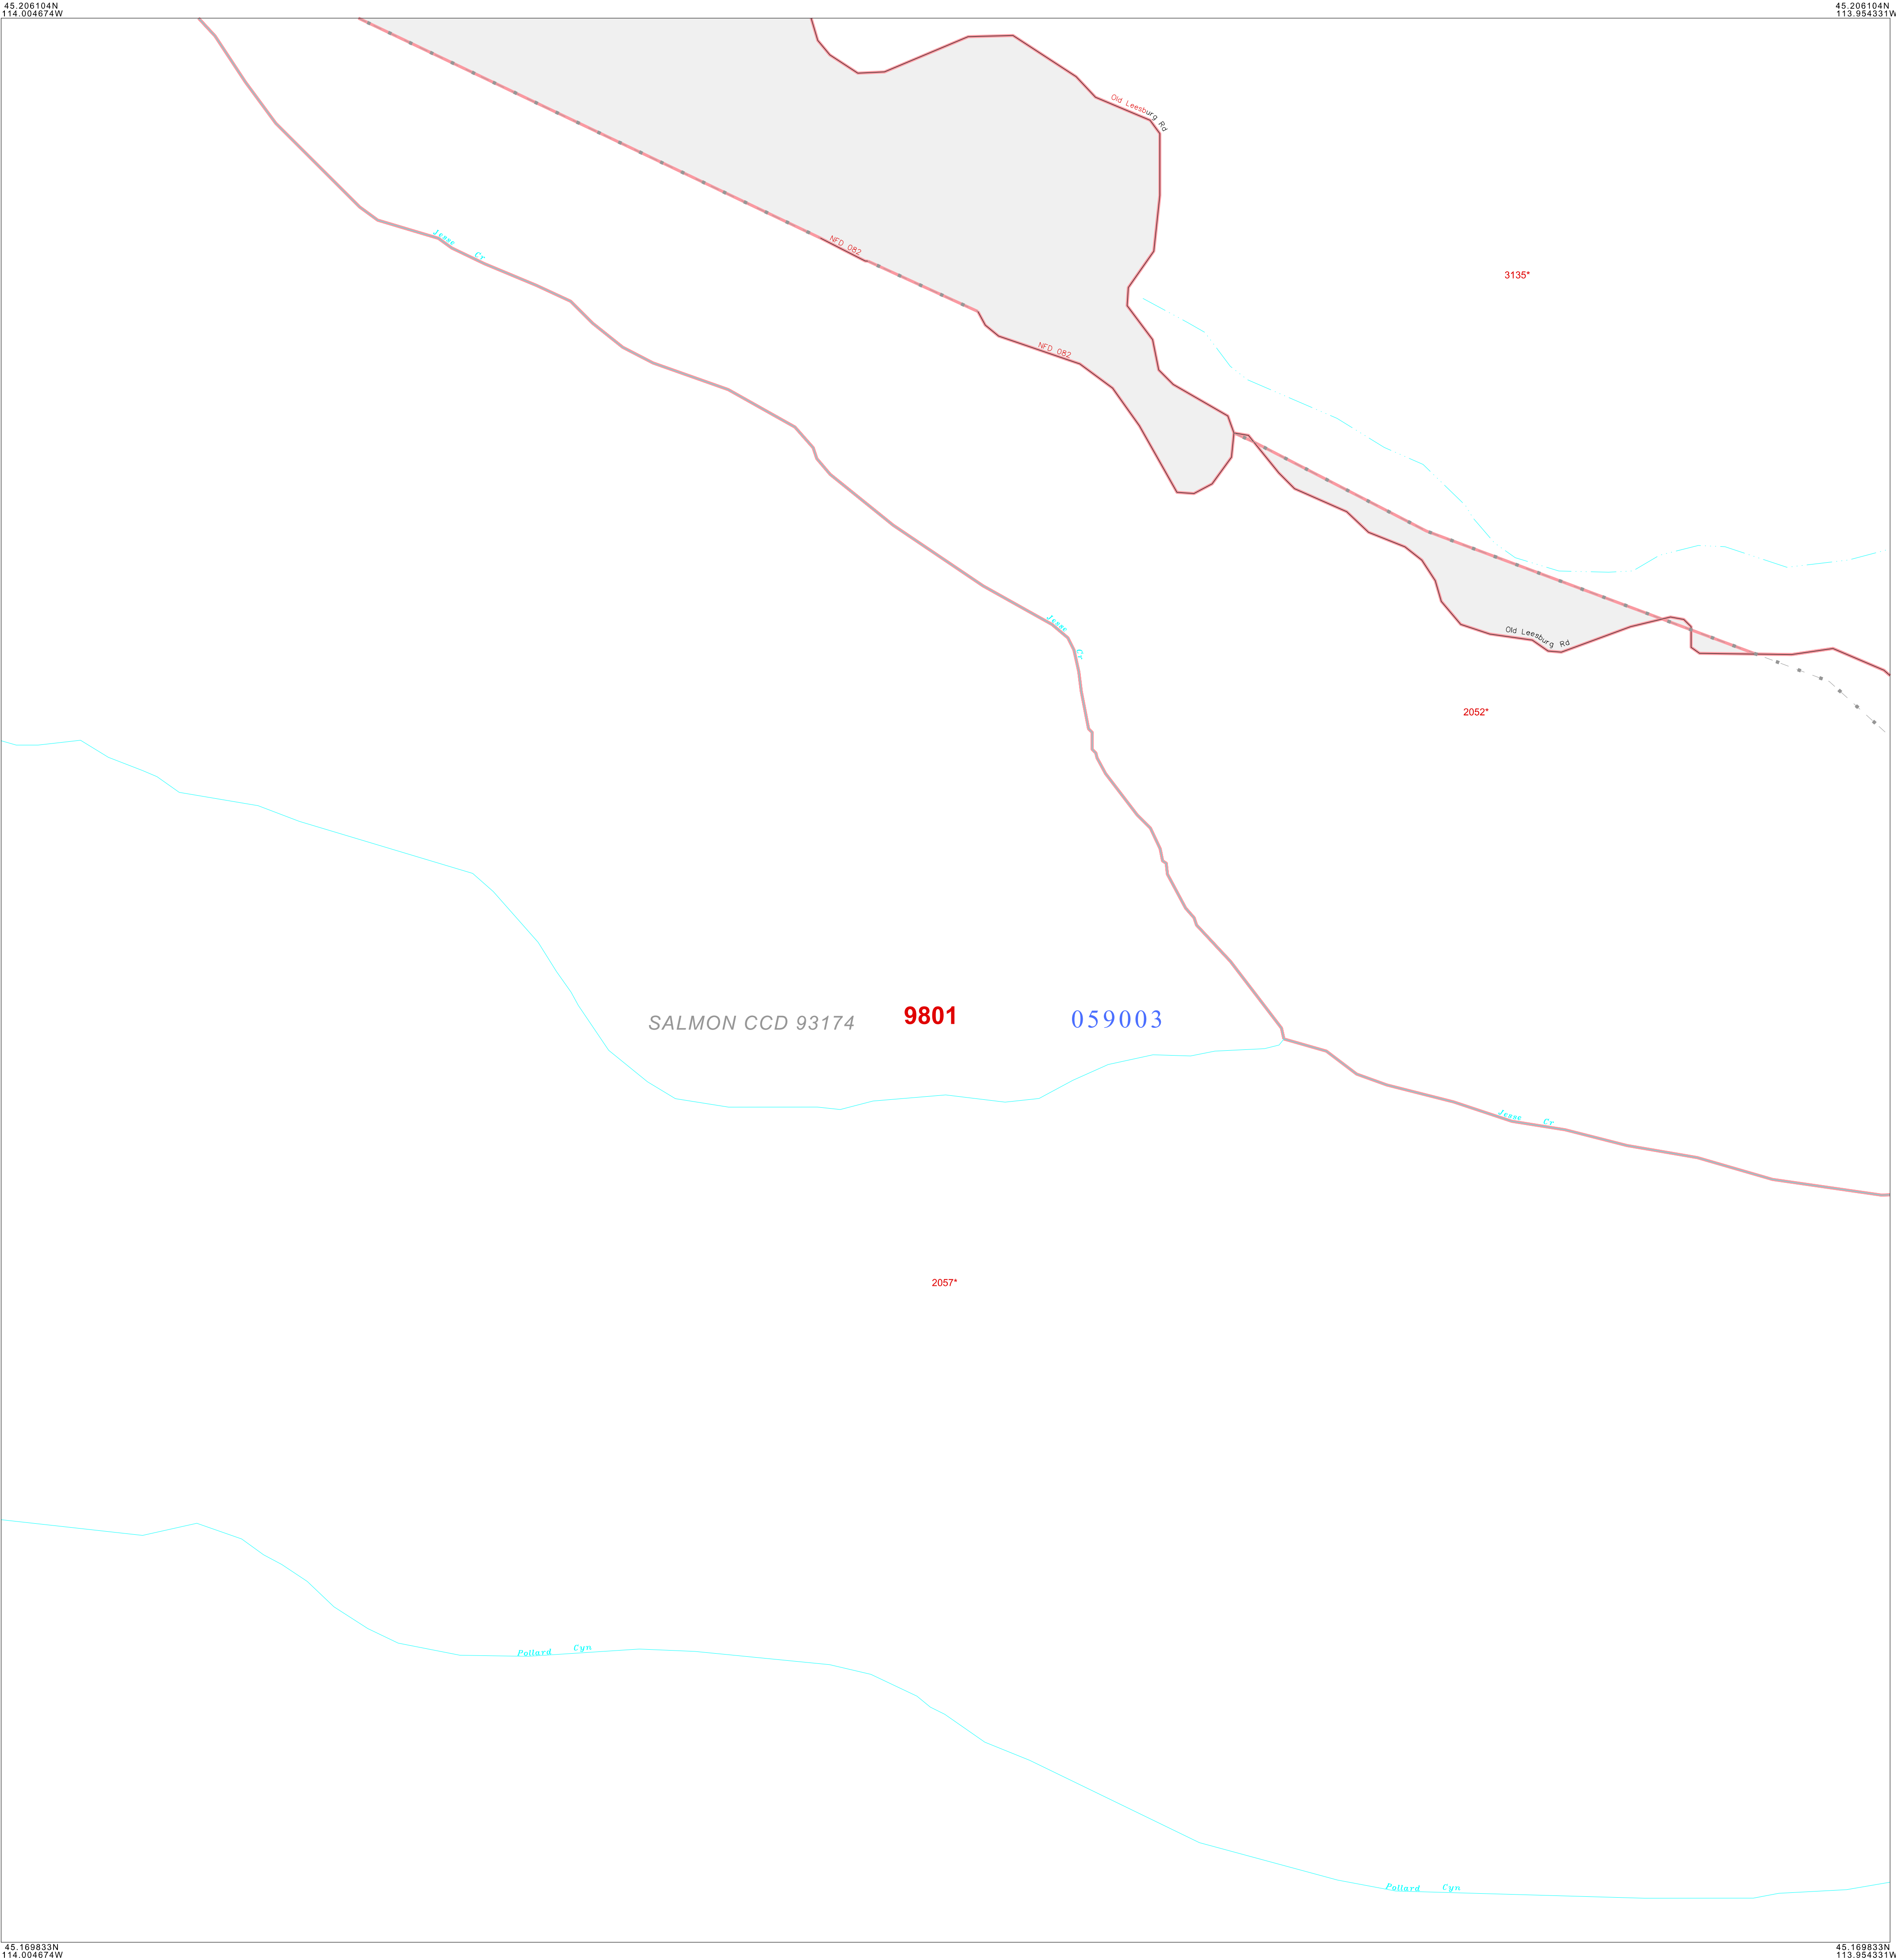 45.206104N
114.004674W
45.206104N
113.954331W
Old Leesburg Rd
Jesse Cr
NFD 082
3135*
NFD 082
Jesse Cr
Old Leesburg Rd
2052*
SALMON CCD 93174
9801
059003
Jesse Cr
2057*
Pollard Cyn
Pollard Cyn
45.169833N
114.004674W
45.169833N
113.954331W